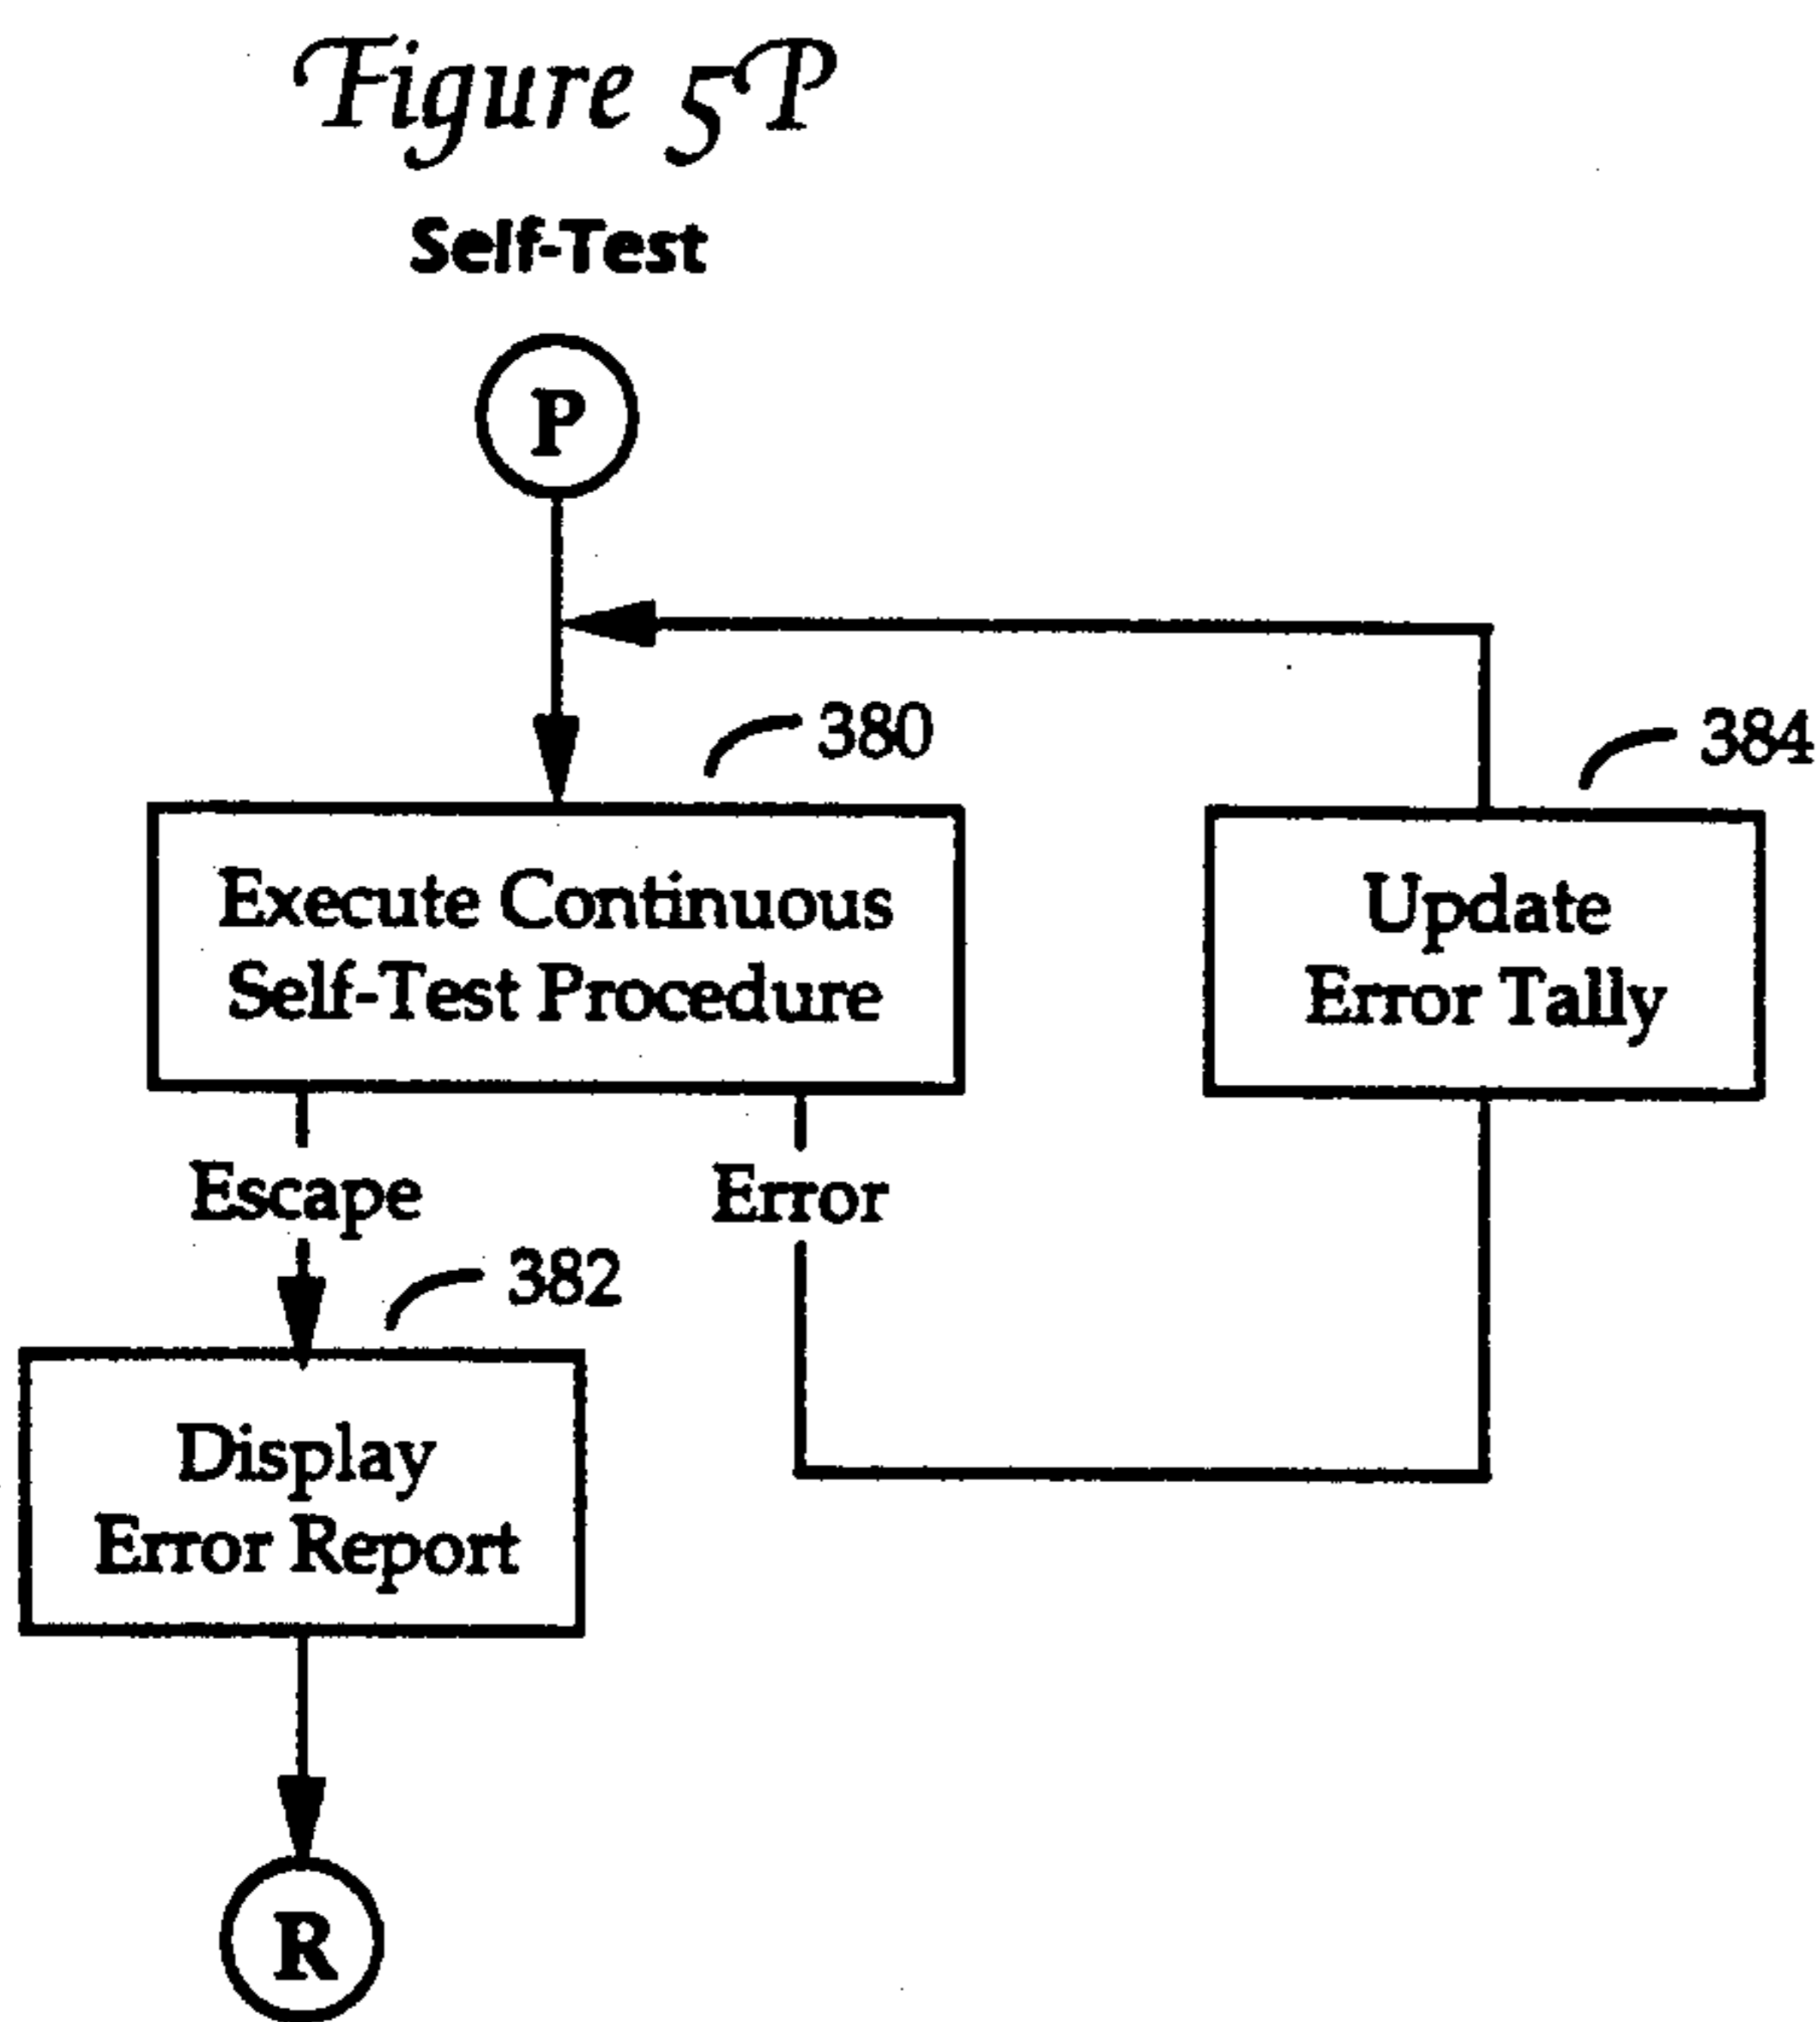 Figure 5P
Self-Test
P
380
384
Execute Continuous
Self-Test Procedure
Update
Error Tally
Escape
Error
382
Display
Error Report
R